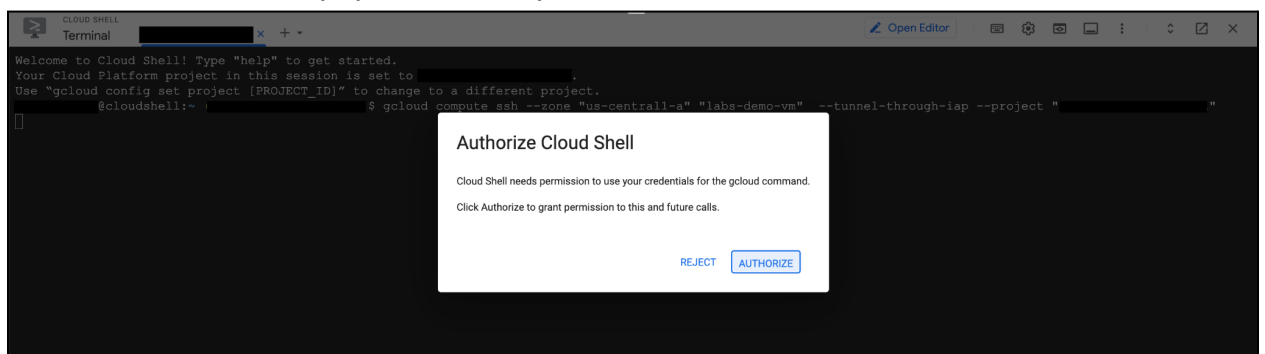 CLOUD SHELL
Terminal
Open Editor
Welcome to Cloud Shell! Type "help" to get started.
Your Cloud Platform project in this session is set to .
Use “gcloud config set project [PROJECT_ID]” to change to a different project.
@cloudshell:~ $ gcloud compute ssh --zone "us-central1-a" "labs-demo-vm" --tunnel-through-iap --project " "
Authorize Cloud Shell
Cloud Shell needs permission to use your credentials for the gcloud command.
Click Authorize to grant permission to this and future calls.
REJECT AUTHORIZE